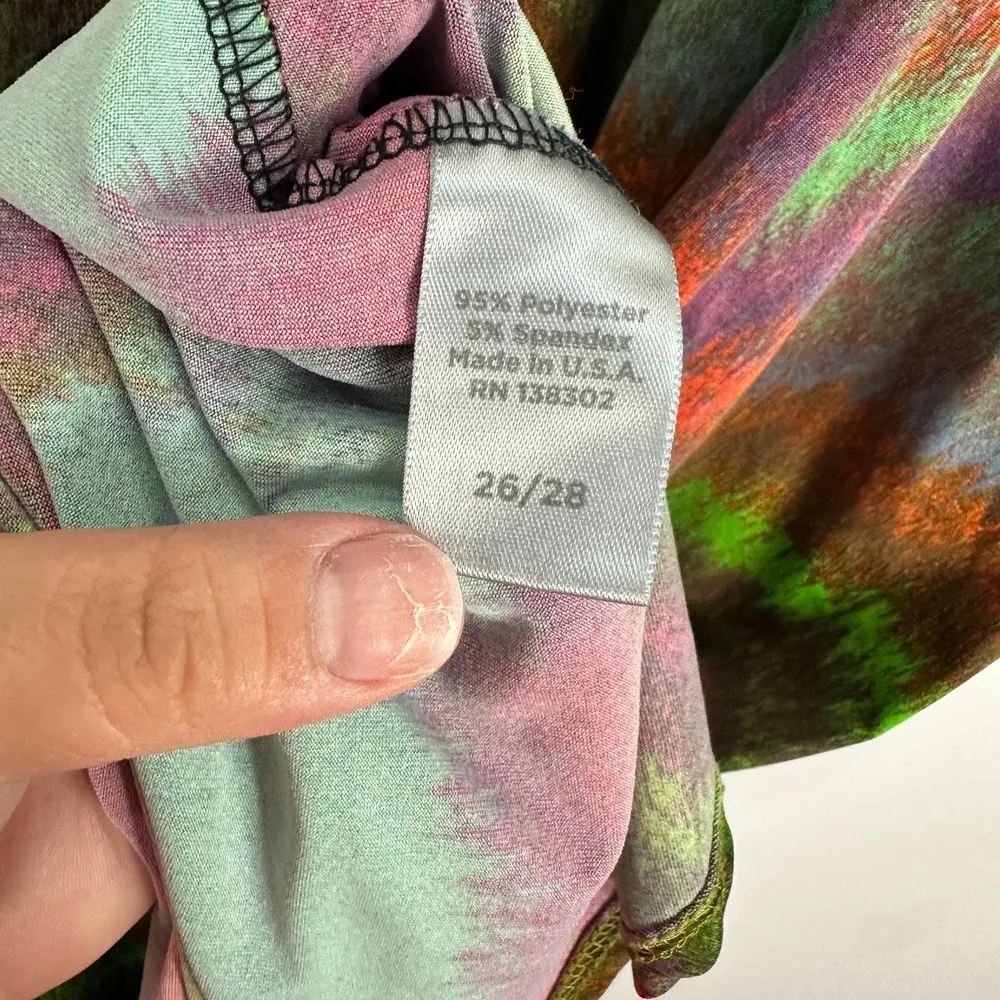 95% Polyester
5% Spandex
Made in U.S.A.
RN 138302
26/28